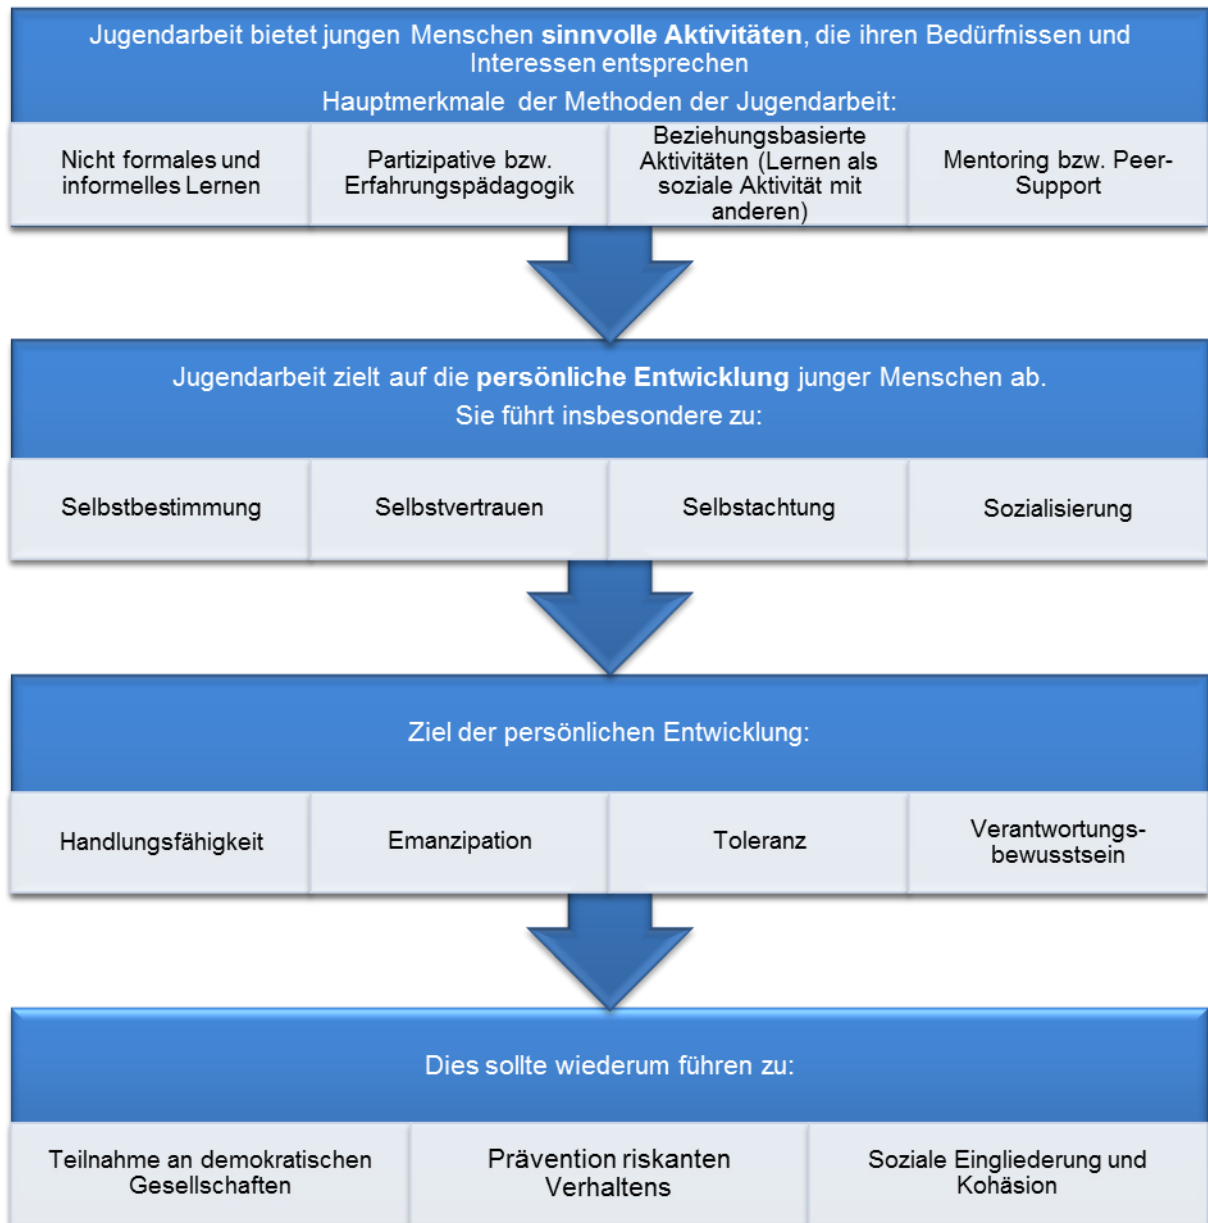 Jugendarbeit bietet jungen Menschen sinnvolle Aktivitäten, die ihren Bedürfnissen und
Interessen entsprechen
Hauptmerkmale der Methoden der Jugendarbeit:
Nicht formales und
informelles Lernen
Partizipative bzw.
Erfahrungspädagogik
Beziehungsbasierte
Aktivitäten (Lernen als
soziale Aktivität mit
anderen)
Mentoring bzw. Peer-
Support
Jugendarbeit zielt auf die persönliche Entwicklung junger Menschen ab.
Sie führt insbesondere zu:
Selbstbestimmung
Selbstvertrauen
Selbstachtung
Sozialisierung
Ziel der persönlichen Entwicklung:
Handlungsfähigkeit
Emanzipation
Toleranz
Verantwortungs-
bewusstsein
Dies sollte wiederum führen zu:
Teilnahme an demokratischen
Gesellschaften
Prävention riskanten
Verhaltens
Soziale Eingliederung und
Kohäsion